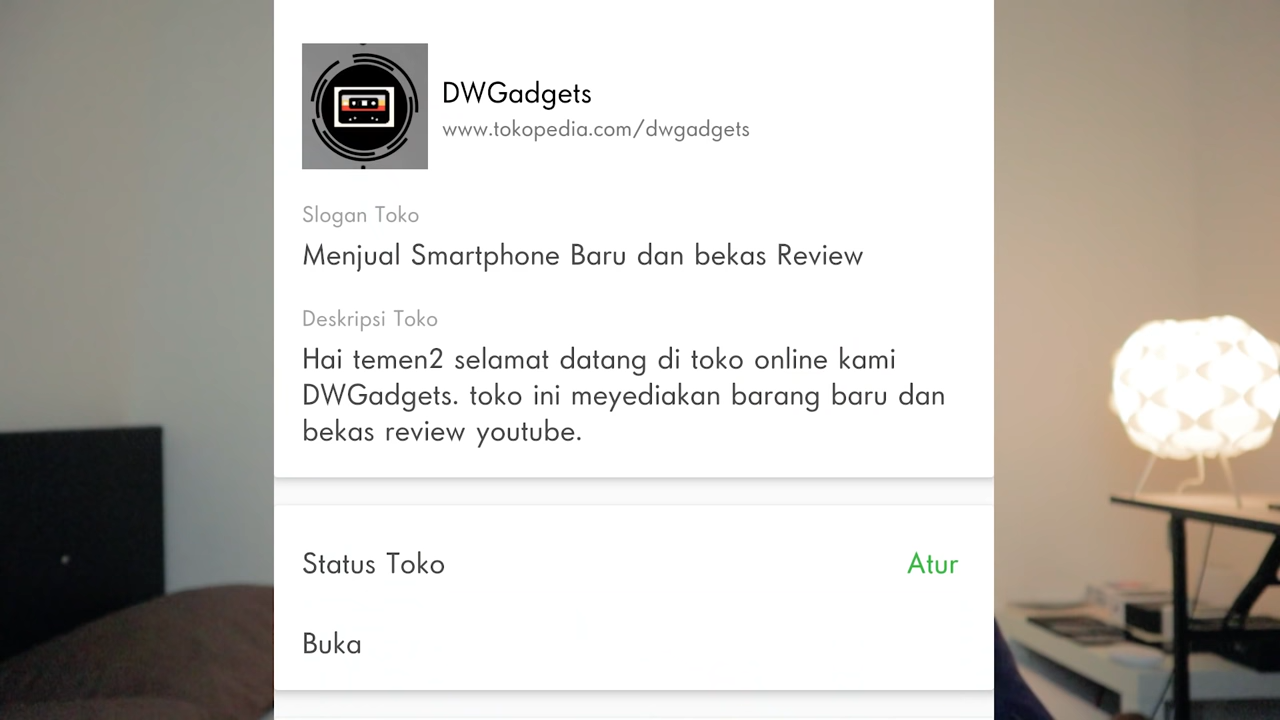 DWGadgets
www.tokopedia.com/dwgadgets
Slogan Toko
Menjual Smartphone Baru dan bekas Review
Deskripsi Toko
Hai temen2 selamat datang di toko online kami
DWGadgets. toko ini meyediakan barang baru dan
bekas review youtube.
Status Toko
Atur
Buka